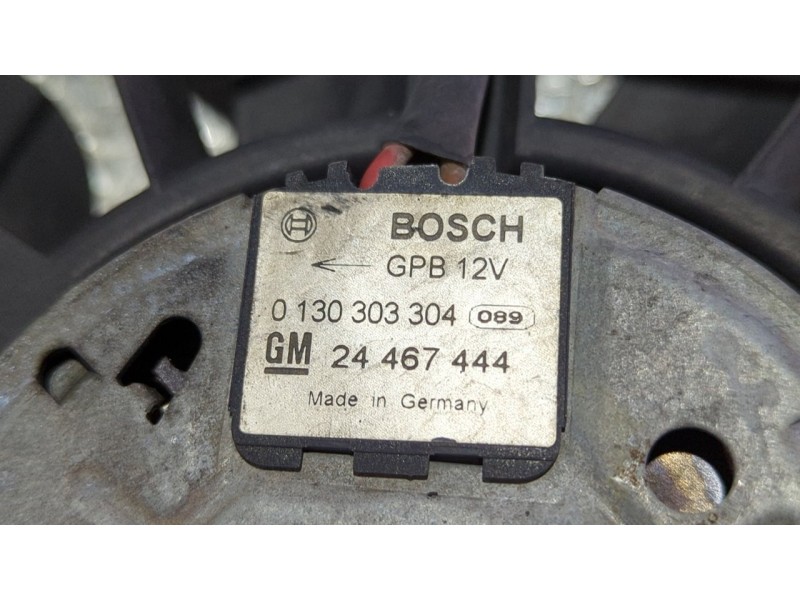 BOSCH
← GPB 12V
0 130 303 304 089
GM 24 467 444
Made in Germany